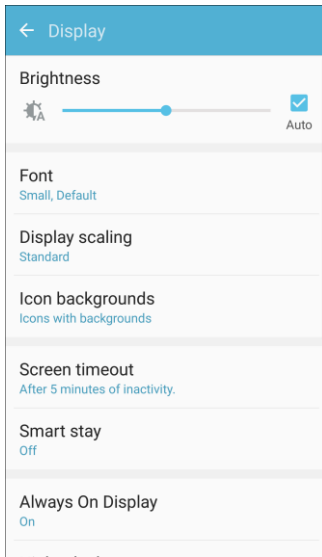 Display
Brightness
A
Auto
Font
Small, Default
Display scaling
Standard
Icon backgrounds
Icons with backgrounds
Screen timeout
After 5 minutes of inactivity.
Smart stay
Off
Always On Display
On